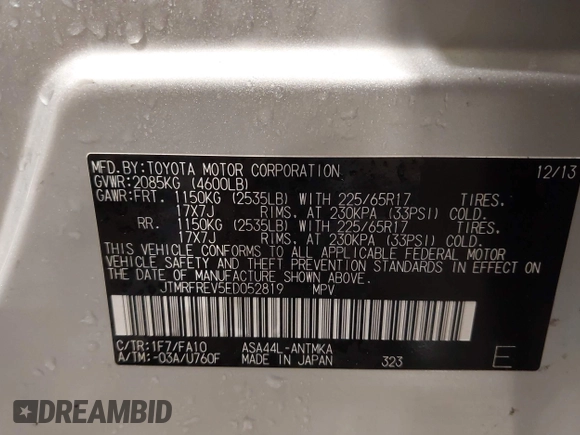 MFD.BY:TOYOTA MOTOR CORPORATION 12/13
GVWR:2085KG (4600LB)
GAWR:FRT. 1150KG (2535LB) WITH 225/65R17 TIRES.
17X7J RIMS. AT 230KPA (33PSI) COLD.
RR. 1150KG (2535LB) WITH 225/65R17 TIRES.
17X7J RIMS. AT 230KPA (33PSI) COLD.
THIS VEHICLE CONFORMS TO ALL APPLICABLE FEDERAL MOTOR
VEHICLE SAFETY AND THEFT PREVENTION STANDARDS IN EFFECT
ON THE DATE OF MANUFACTURE SHOWN ABOVE.
JTMRFREV5ED052819 MPV
C/TR:1F7/FA10 ASA44L-ANTMKA
A/TM:-03A/U760F MADE IN JAPAN 323 E
DREAMBID